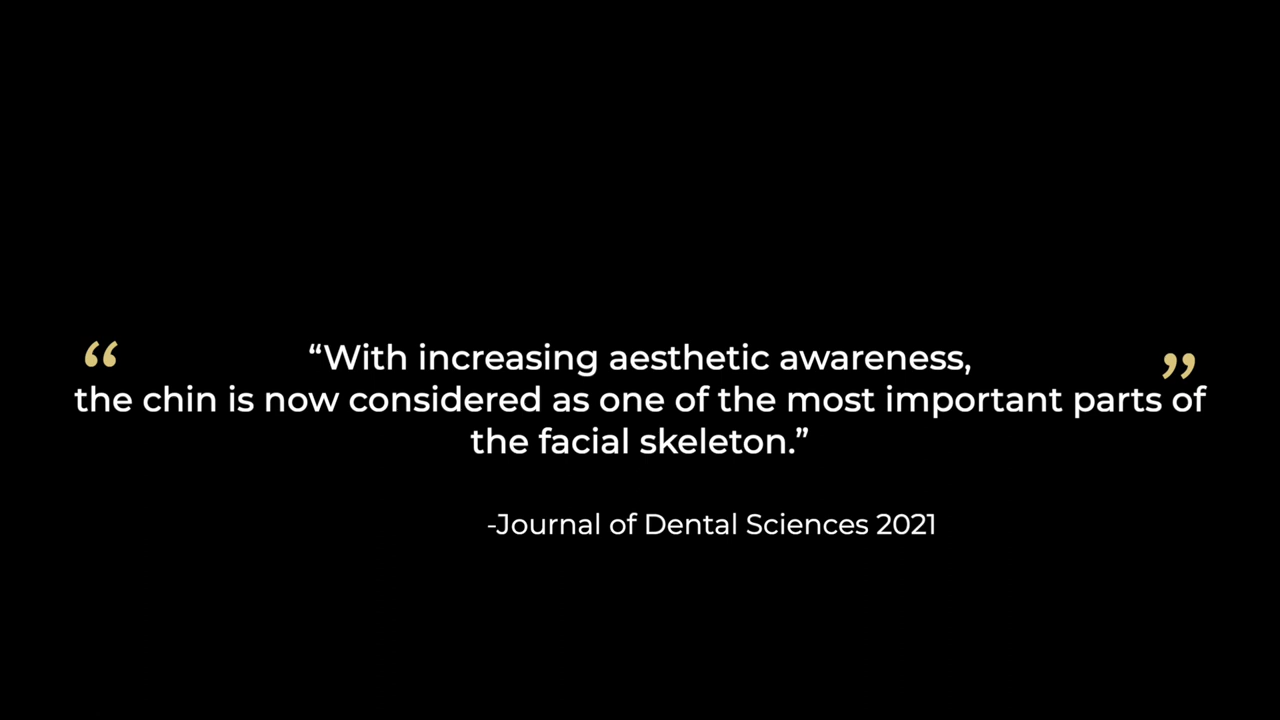 “With increasing aesthetic awareness,
the chin is now considered as one of the most important parts of
the facial skeleton.”
-Journal of Dental Sciences 2021